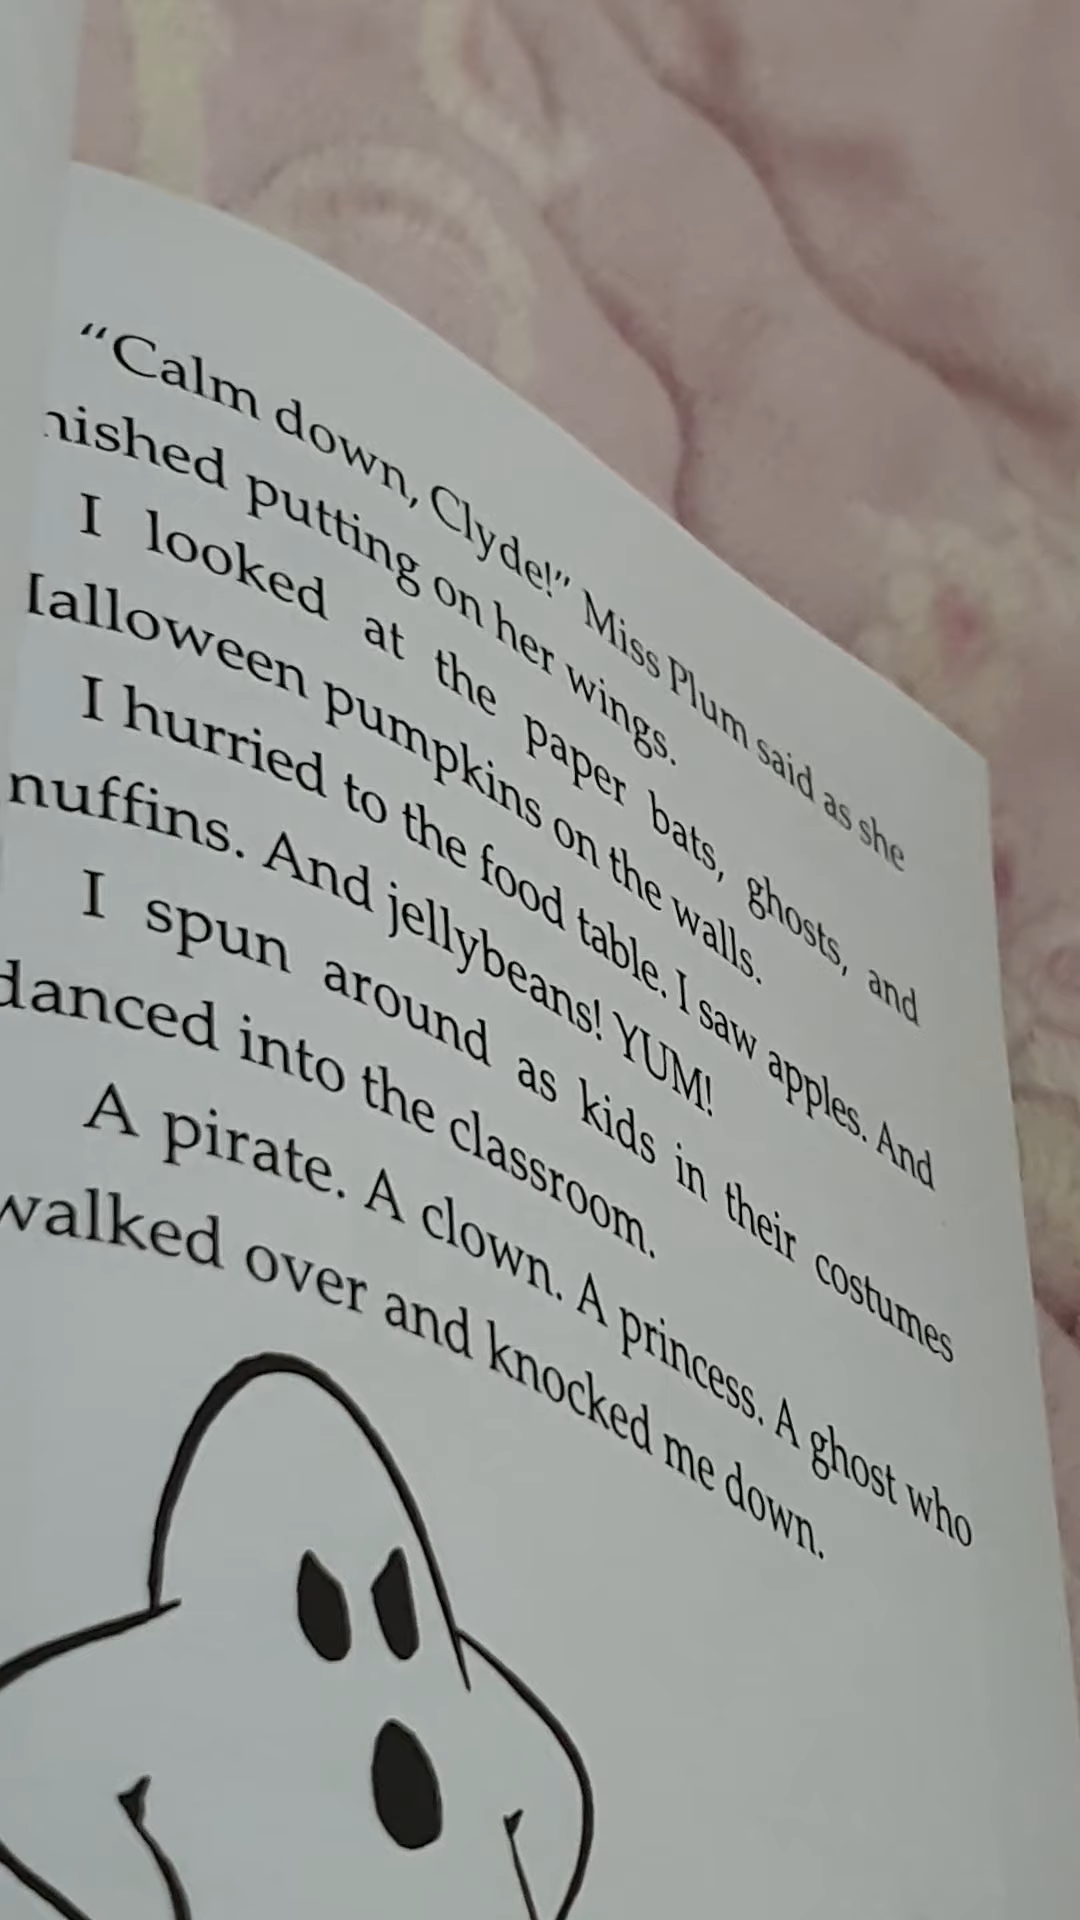 “Calm down, Clyde!” Miss Plum said as she
nished putting on her wings.
I looked at the paper bats, ghosts, and
alloween pumpkins on the walls.
I hurried to the food table. I saw apples. And
nuffins. And jellybeans! YUM!
I spun around as kids in their costumes
danced into the classroom.
A pirate. A clown. A princess. A ghost who
walked over and knocked me down.